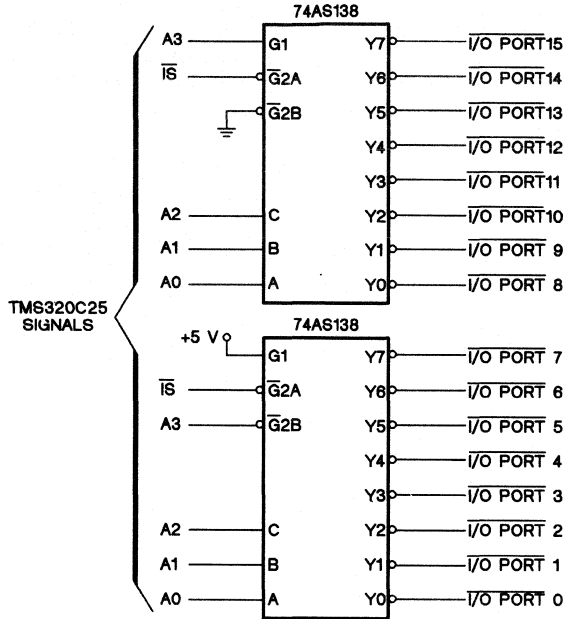 74AS138
A3 G1 Y7 I/O PORT15
IS G2A Y6 I/O PORT14
G2B Y5 I/O PORT13
Y4 I/O PORT12
Y3 I/O PORT11
A2 C Y2 I/O PORT10
A1 B Y1 I/O PORT 9
A0 A Y0 I/O PORT 8
TMS320C25
SIGNALS
74AS138
+5 V G1 Y7 I/O PORT 7
IS G2A Y6 I/O PORT 6
A3 G2B Y5 I/O PORT 5
Y4 I/O PORT 4
Y3 I/O PORT 3
A2 C Y2 I/O PORT 2
A1 B Y1 I/O PORT 1
A0 A Y0 I/O PORT 0